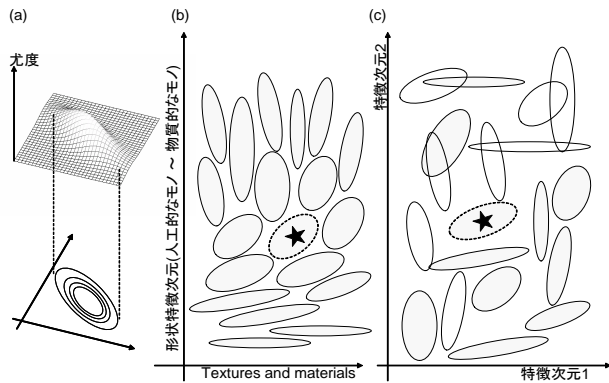 (a)
尤度
(b)
形状特徴次元(人工的なモノ ~ 物質的なモノ)
Textures and materials
(c)
特徴次元2
特徴次元1